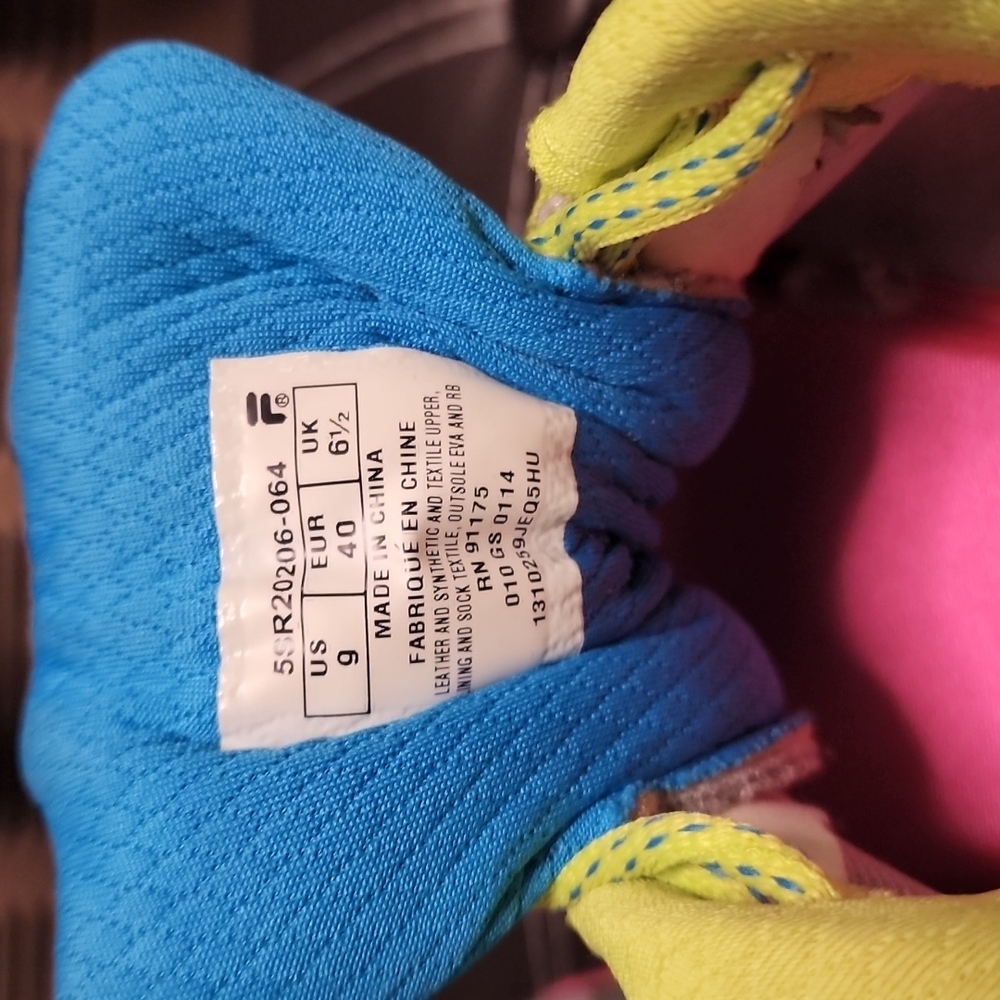 F®
5SR20206-064
US EUR UK
9 40 6½
MADE IN CHINA
FABRIQUÉ EN CHINE
LEATHER AND SYNTHETIC AND TEXTILE UPPER,
LINING AND SOCK TEXTILE, OUTSOLE EVA AND RB
RN 91175
010 GS 0114
1310259JEQ5HU